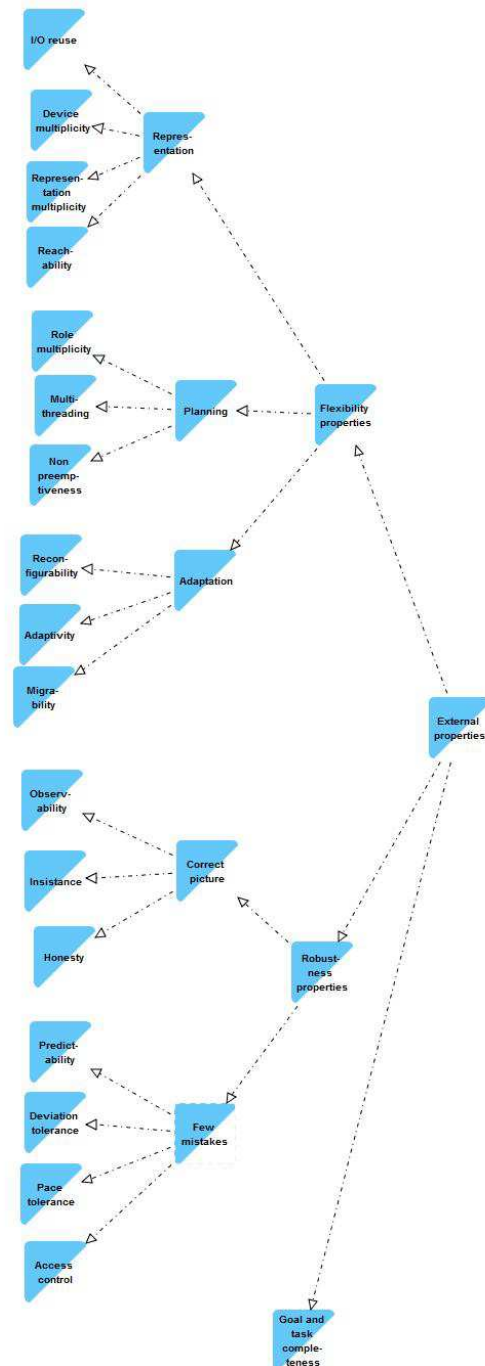 I/O reuse
Device
multiplicity
Represen-
tation
multiplicity
Reach-
ability
Repres-
entation
Role
multiplicity
Multi-
threading
Non
preemp-
tiveness
Planning
Flexibility
properties
Recon-
figurability
Adaptivity
Migra-
bility
Adaptation
External
properties
Observ-
ability
Insistance
Honesty
Correct
picture
Robust-
ness
properties
Predict-
ability
Deviation
tolerance
Pace
tolerance
Access
control
Few
mistakes
Goal and
task
comple-
teness